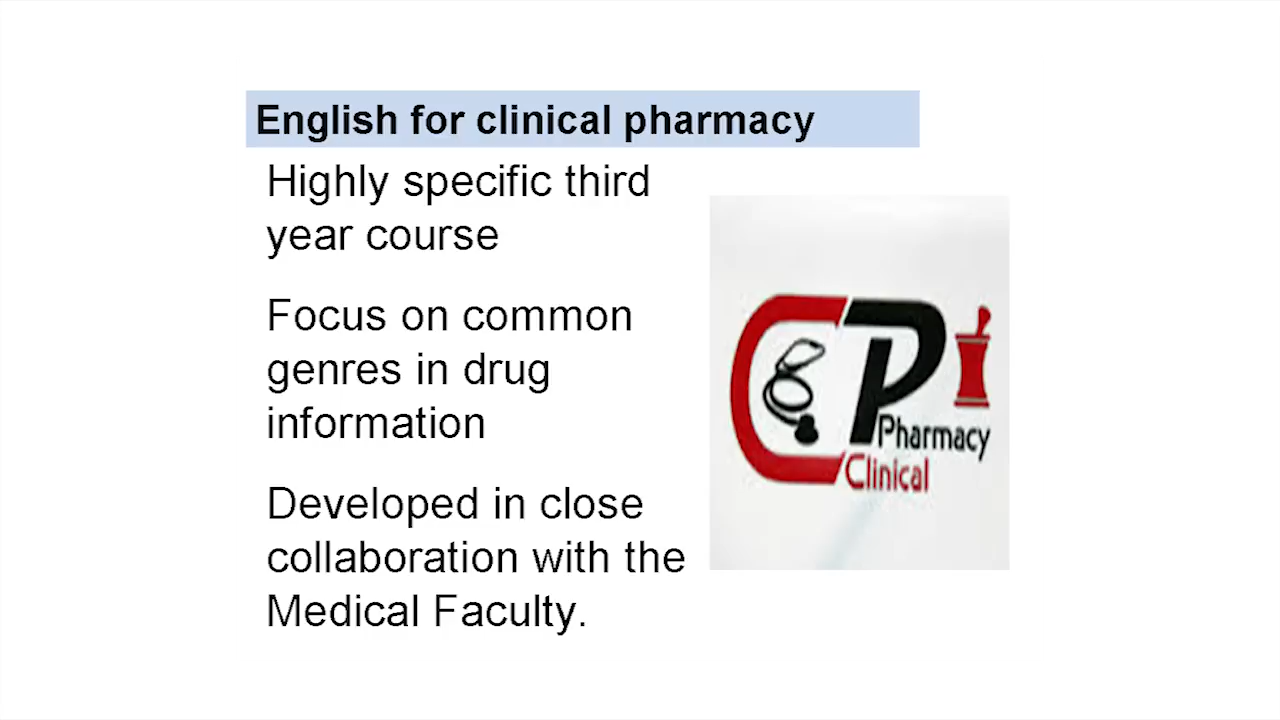 English for clinical pharmacy
Highly specific third
year course
Focus on common
genres in drug
information
Developed in close
collaboration with the
Medical Faculty.
CP
Pharmacy
Clinical